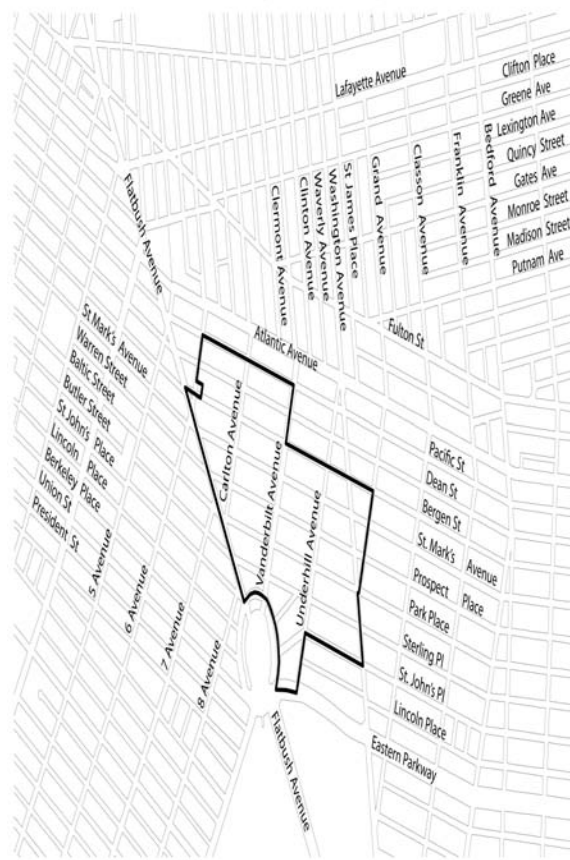 Lafayette Avenue
Clifton Place
Greene Ave
Lexington Ave
Quincy Street
Gates Ave
Monroe Street
Madison Street
Putnam Ave
Bedford Avenue
Franklin Avenue
Classon Avenue
Grand Avenue
St James Place
Washington Avenue
Waverly Avenue
Clinton Avenue
Clermont Avenue
Flatbush Avenue
Fulton St
Atlantic Avenue
St Mark's Avenue
Warren Street
Baltic Street
Butler Street
St John's Place
Lincoln Place
Berkeley Place
Union St
President St
5 Avenue
6 Avenue
7 Avenue
8 Avenue
Carlton Avenue
Vanderbilt Avenue
Underhill Avenue
Pacific St
Dean St
Bergen St
St. Mark's Avenue
Prospect Place
Park Place
Sterling Pl
St. John's Pl
Lincoln Place
Eastern Parkway
Flatbush Avenue